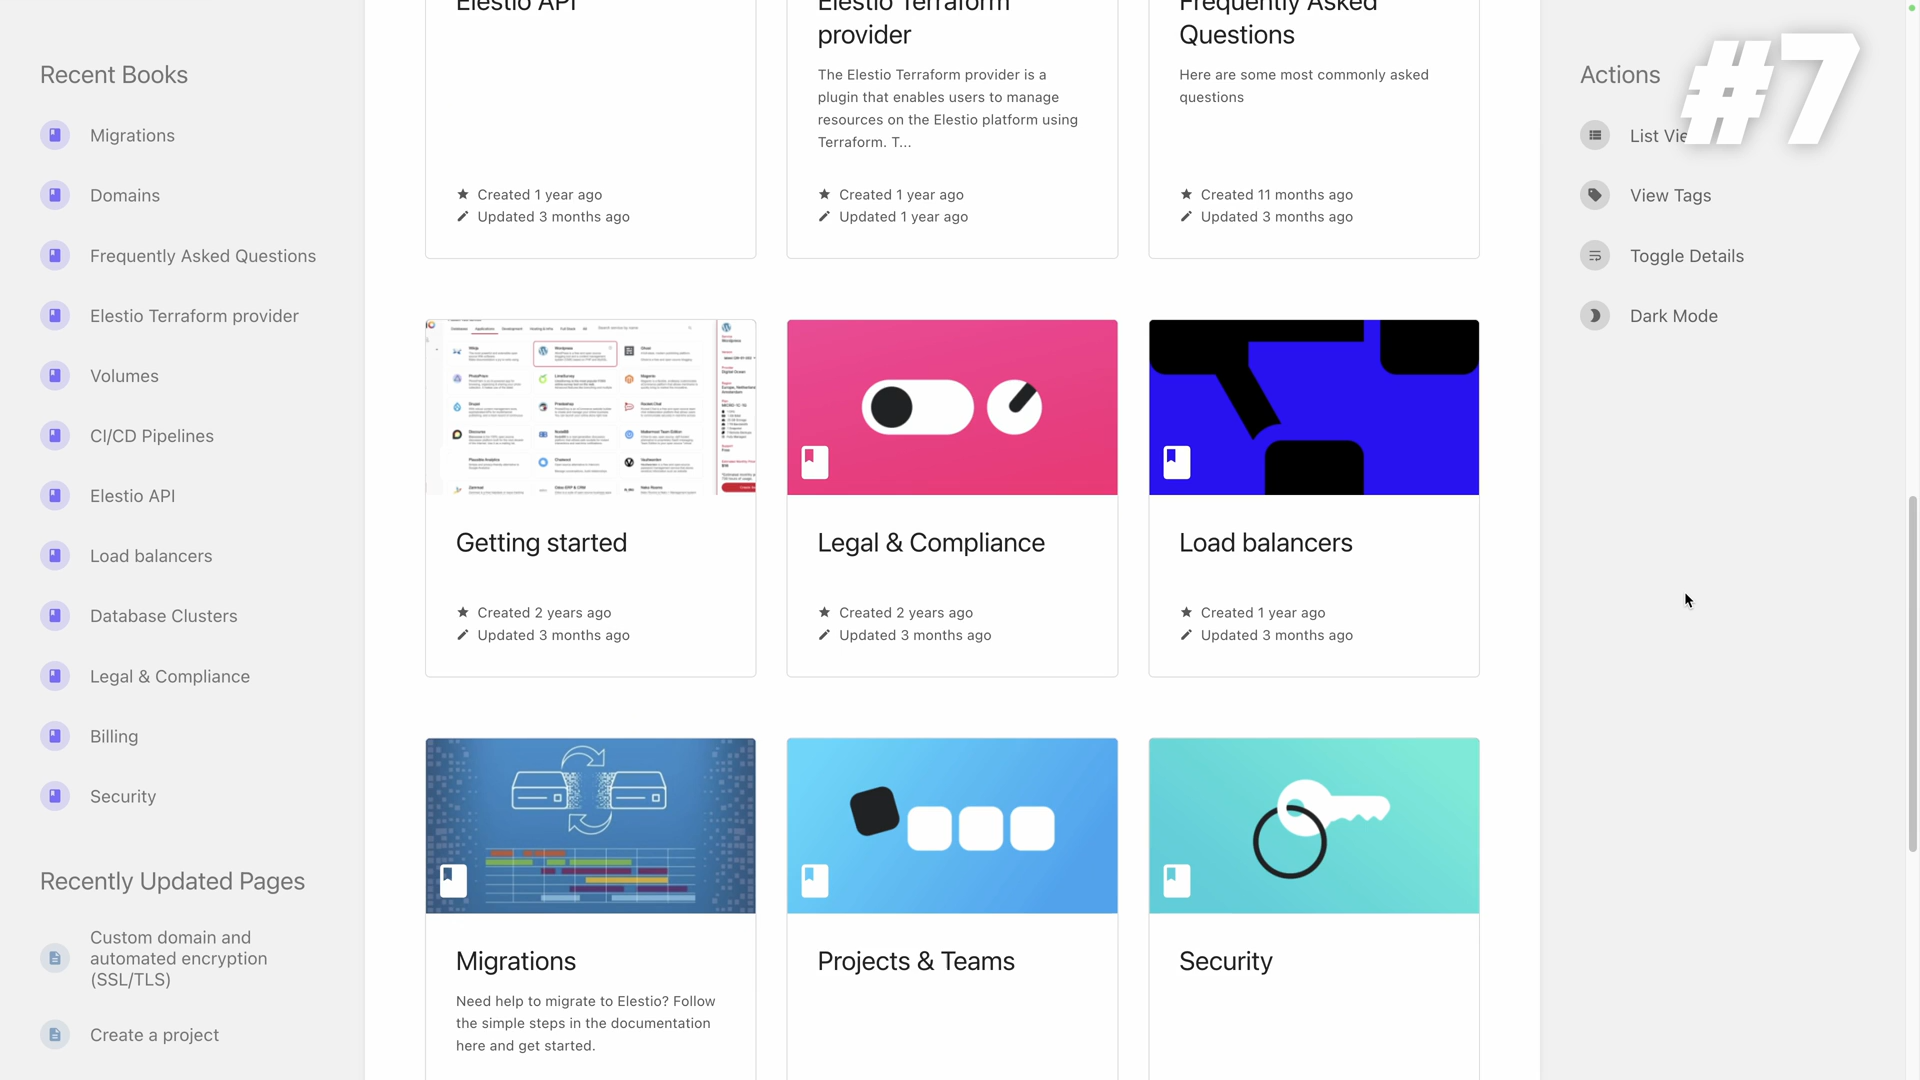 Recent Books
Migrations
Domains
Frequently Asked Questions
Elestio Terraform provider
Volumes
CI/CD Pipelines
Elestio API
Load balancers
Database Clusters
Legal & Compliance
Billing
Security
Recently Updated Pages
Custom domain and
automated encryption
(SSL/TLS)
Create a project
Elestio API
Created 1 year ago
Updated 3 months ago
Elestio Terraform
provider
The Elestio Terraform provider is a
plugin that enables users to manage
resources on the Elestio platform using
Terraform. T...
Created 1 year ago
Updated 1 year ago
Frequently Asked
Questions
Here are some most commonly asked
questions
Created 11 months ago
Updated 3 months ago
Getting started
Created 2 years ago
Updated 3 months ago
Legal & Compliance
Created 2 years ago
Updated 3 months ago
Load balancers
Created 1 year ago
Updated 3 months ago
Migrations
Need help to migrate to Elestio? Follow
the simple steps in the documentation
here and get started.
Projects & Teams
Security
#7
Actions
List Vie
View Tags
Toggle Details
Dark Mode